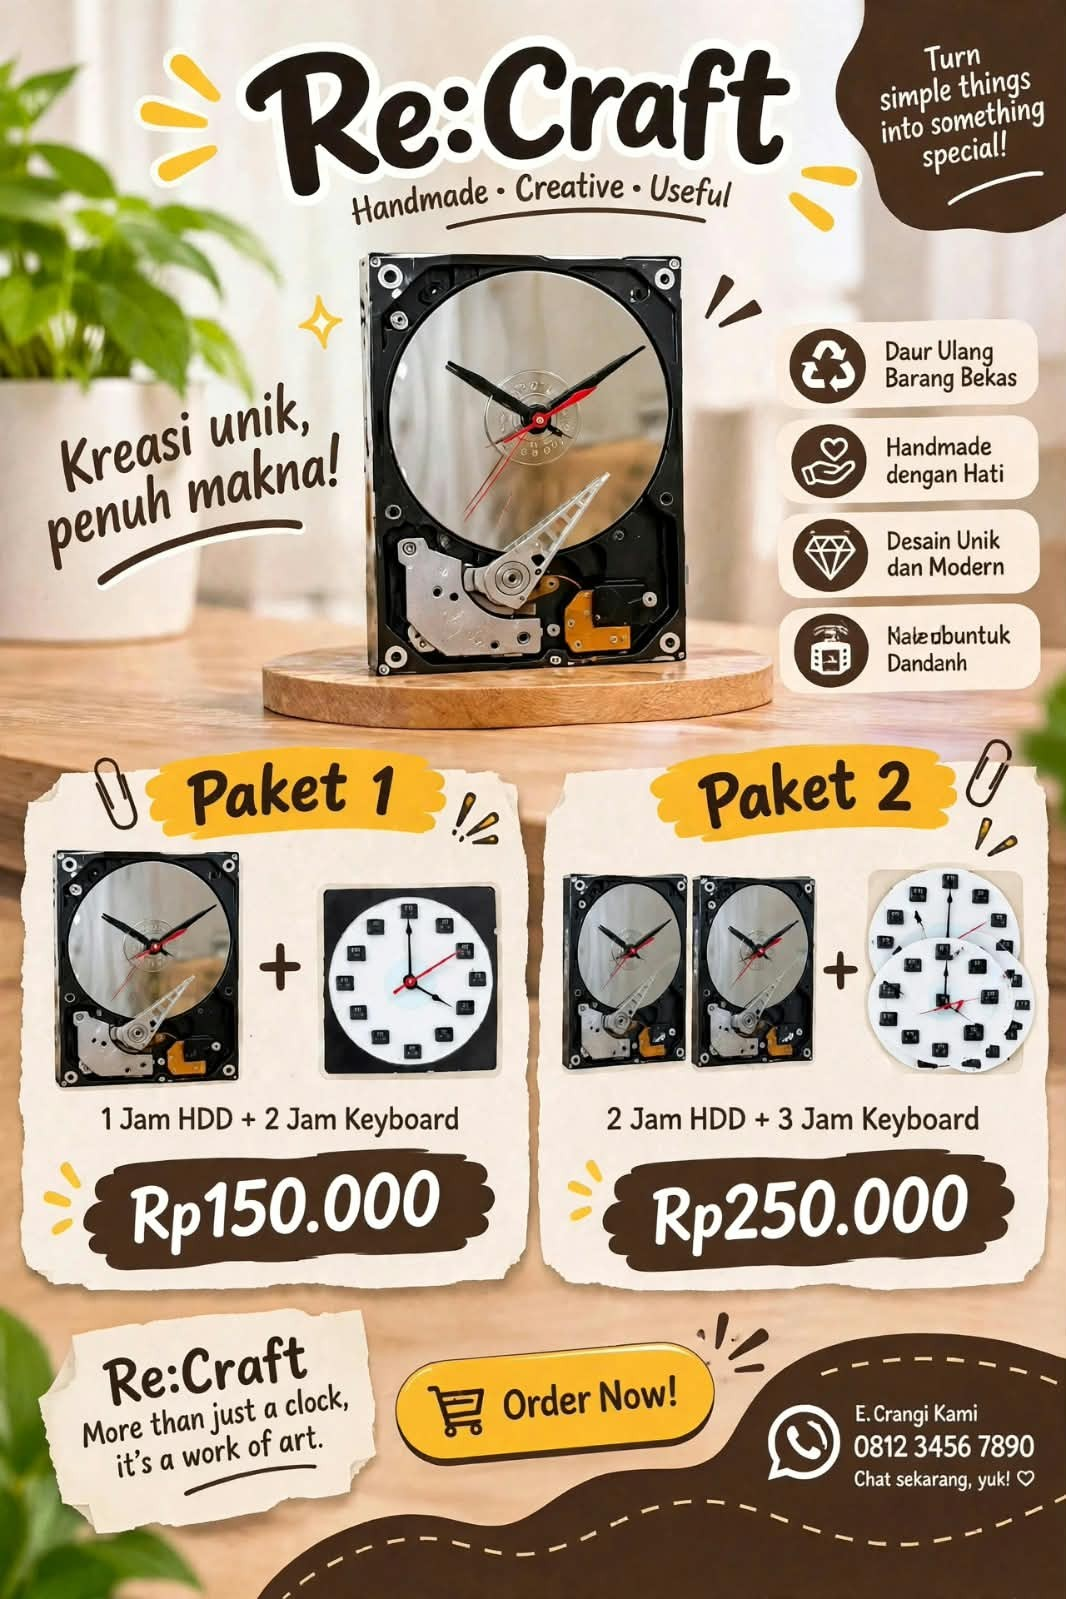 Re:Craft
Handmade • Creative • Useful
Turn
simple things
into something
special!
Kreasi unik,
penuh makna!
Daur Ulang
Barang Bekas
Handmade
dengan Hati
Desain Unik
dan Modern
Dandanh
Paket 1
1 Jam HDD + 2 Jam Keyboard
Rp150.000
Paket 2
2 Jam HDD + 3 Jam Keyboard
Rp250.000
Re:Craft
More than just a clock,
it's a work of art.
Order Now!
E. Crangi Kami
0812 3456 7890
Chat sekarang, yuk! ♡